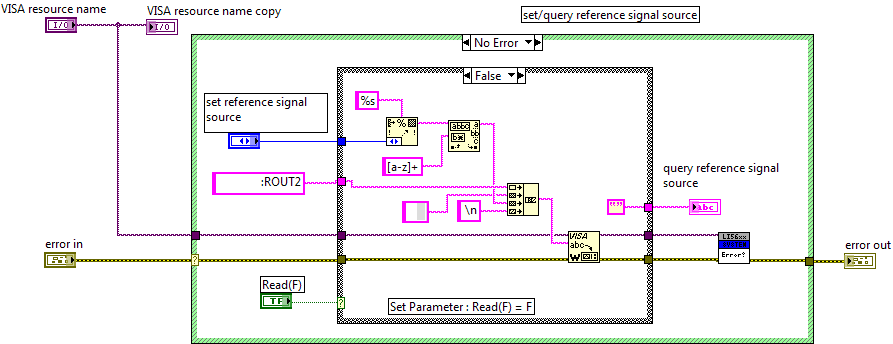 VISA resource name
I/O
VISA resource name copy
I/O
set/query reference signal source
No Error
False
%s
set reference signal
source
[a-z]+
:ROUT2
\n
query reference signal
source
""
abc
VISA
abc
W
LI56xx
Error?
error in
error out
?
Read(F)
TF
?
Set Parameter : Read(F) = F